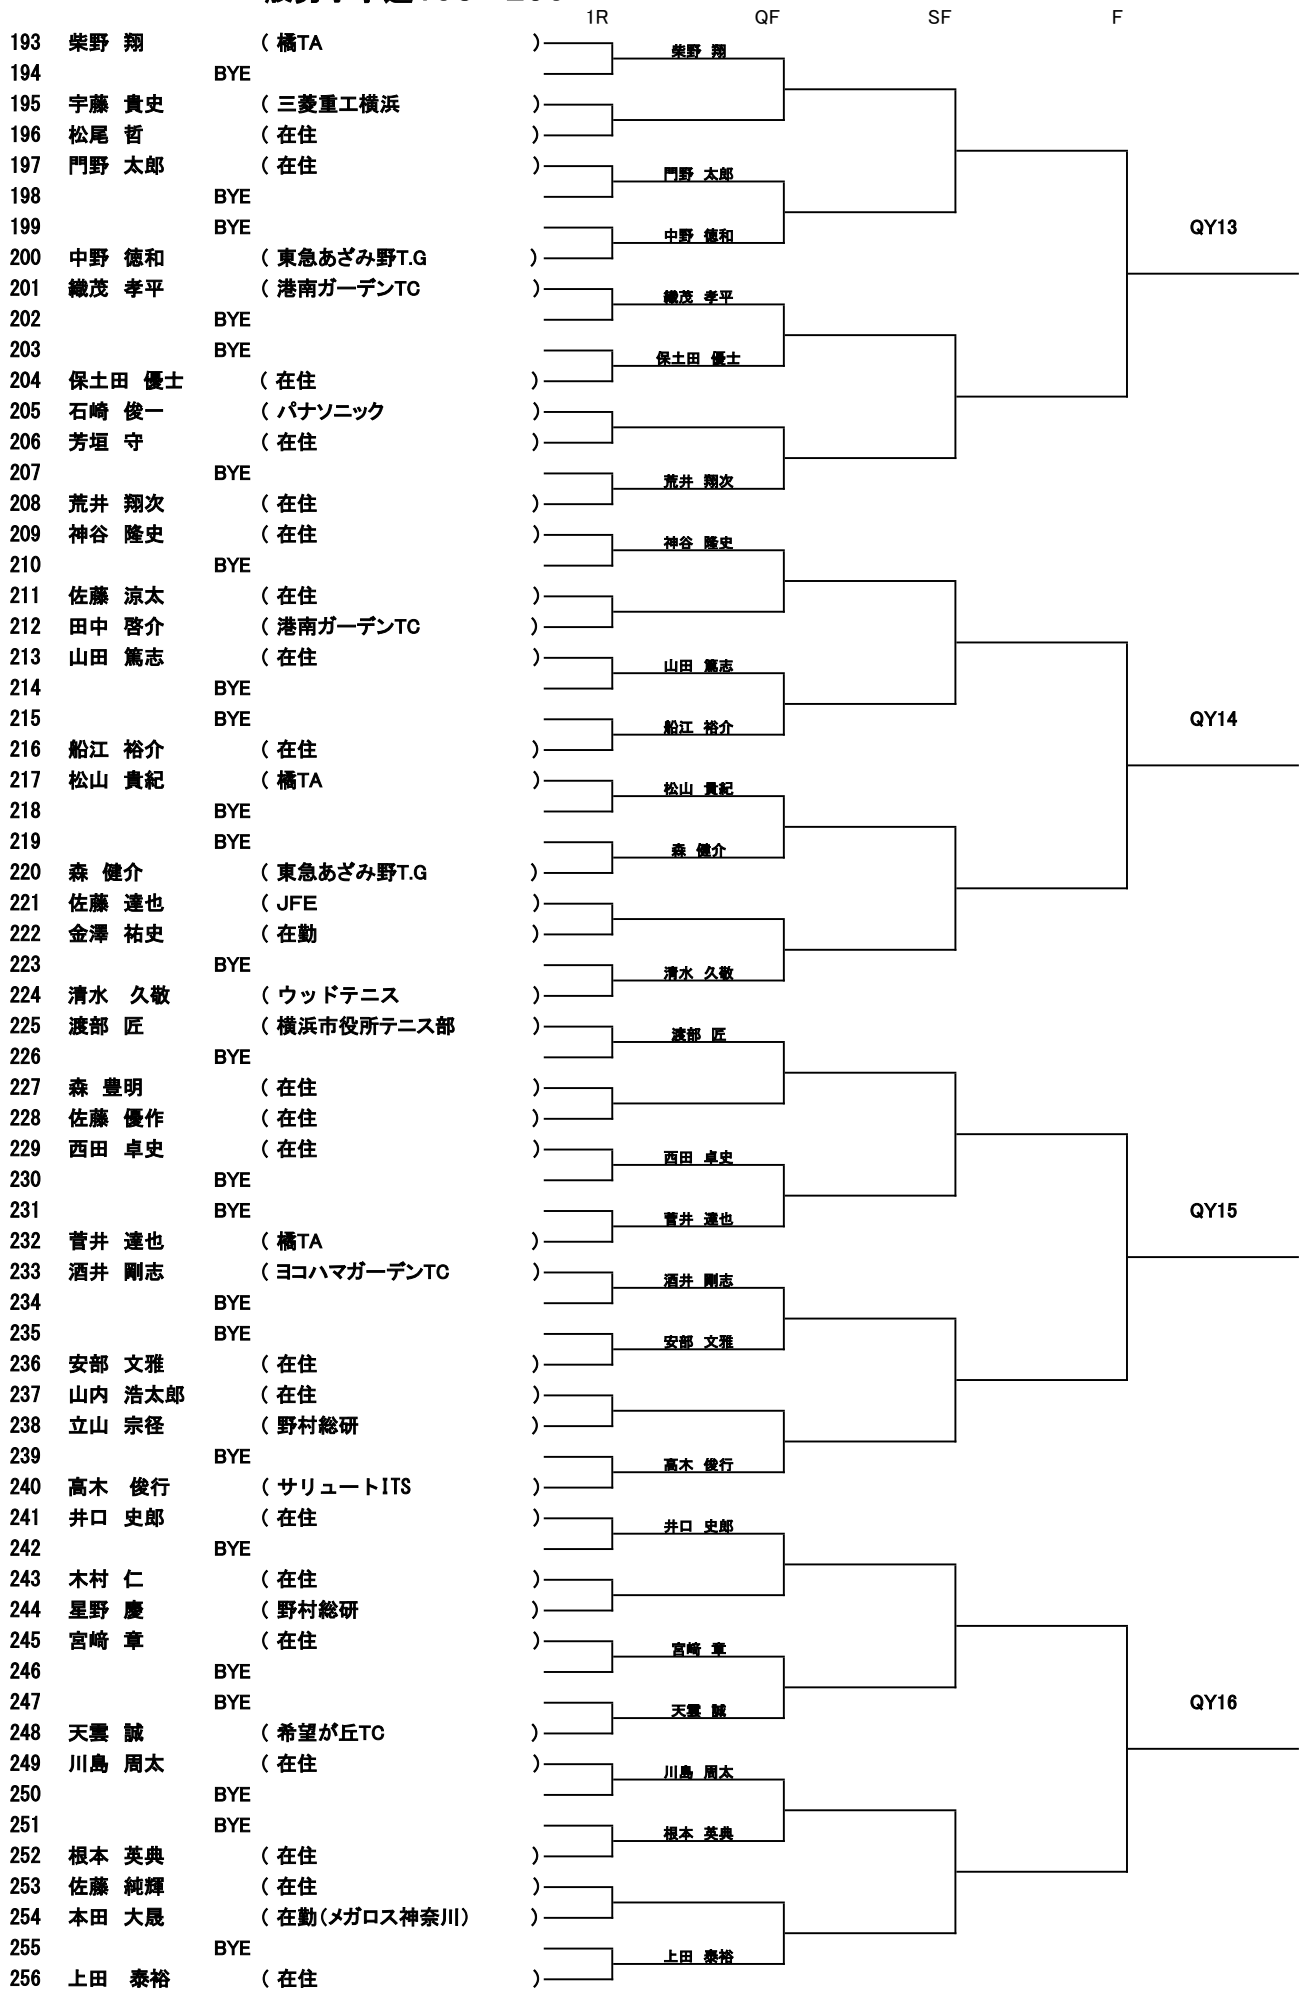 1R QF SF F
193 柴野 翔 ( 橘TA )
柴野 翔
194 BYE
195 宇藤 貴史 ( 三菱重工横浜 )
196 松尾 哲 ( 在住 )
197 門野 太郎 ( 在住 )
門野 太郎
198 BYE
199 BYE QY13
中野 徳和
200 中野 徳和 ( 東急あざみ野T.G )
201 織茂 孝平 ( 港南ガーデンTC )
織茂 孝平
202 BYE
203 BYE
保土田 優士
204 保土田 優士 ( 在住 )
205 石崎 俊一 ( パナソニック )
206 芳垣 守 ( 在住 )
207 BYE
荒井 翔次
208 荒井 翔次 ( 在住 )
209 神谷 隆史 ( 在住 )
神谷 隆史
210 BYE
211 佐藤 涼太 ( 在住 )
212 田中 啓介 ( 港南ガーデンTC )
213 山田 篤志 ( 在住 )
山田 篤志
214 BYE
215 BYE QY14
船江 裕介
216 船江 裕介 ( 在住 )
217 松山 貴紀 ( 橘TA )
松山 貴紀
218 BYE
219 BYE
森 健介
220 森 健介 ( 東急あざみ野T.G )
221 佐藤 達也 ( JFE )
222 金澤 祐史 ( 在勤 )
223 BYE
清水 久敬
224 清水 久敬 ( ウッドテニス )
225 渡部 匠 ( 横浜市役所テニス部 )
渡部 匠
226 BYE
227 森 豊明 ( 在住 )
228 佐藤 優作 ( 在住 )
229 西田 卓史 ( 在住 )
西田 卓史
230 BYE
231 BYE QY15
菅井 達也
232 菅井 達也 ( 橘TA )
233 酒井 剛志 ( ヨコハマガーデンTC )
酒井 剛志
234 BYE
235 BYE
安部 文雅
236 安部 文雅 ( 在住 )
237 山内 浩太郎 ( 在住 )
238 立山 宗径 ( 野村総研 )
239 BYE
高木 俊行
240 高木 俊行 ( サリュートITS )
241 井口 史郎 ( 在住 )
井口 史郎
242 BYE
243 木村 仁 ( 在住 )
244 星野 慶 ( 野村総研 )
245 宮﨑 章 ( 在住 )
宮﨑 章
246 BYE
247 BYE QY16
天雲 誠
248 天雲 誠 ( 希望が丘TC )
249 川島 周太 ( 在住 )
川島 周太
250 BYE
251 BYE
根本 英典
252 根本 英典 ( 在住 )
253 佐藤 純輝 ( 在住 )
254 本田 大晟 ( 在勤(メガロス神奈川) )
255 BYE
上田 泰裕
256 上田 泰裕 ( 在住 )